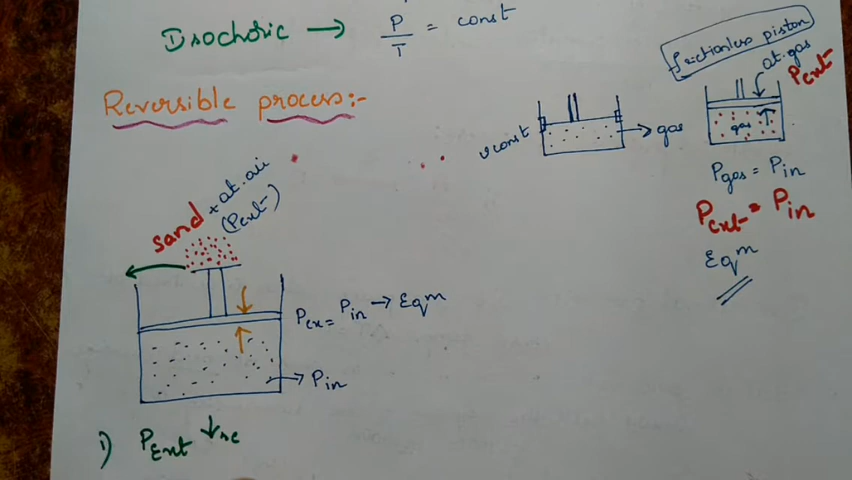 Isochoric → P/T = const
frictionless piston
at. gas
Pext
Reversible process:-
v const
gas
gas
Pgas = Pin
Pext = Pin
Eqm
sand + at. air
(Pext)
Pex = Pin → Eqm
Pin
1) PExt ↓se